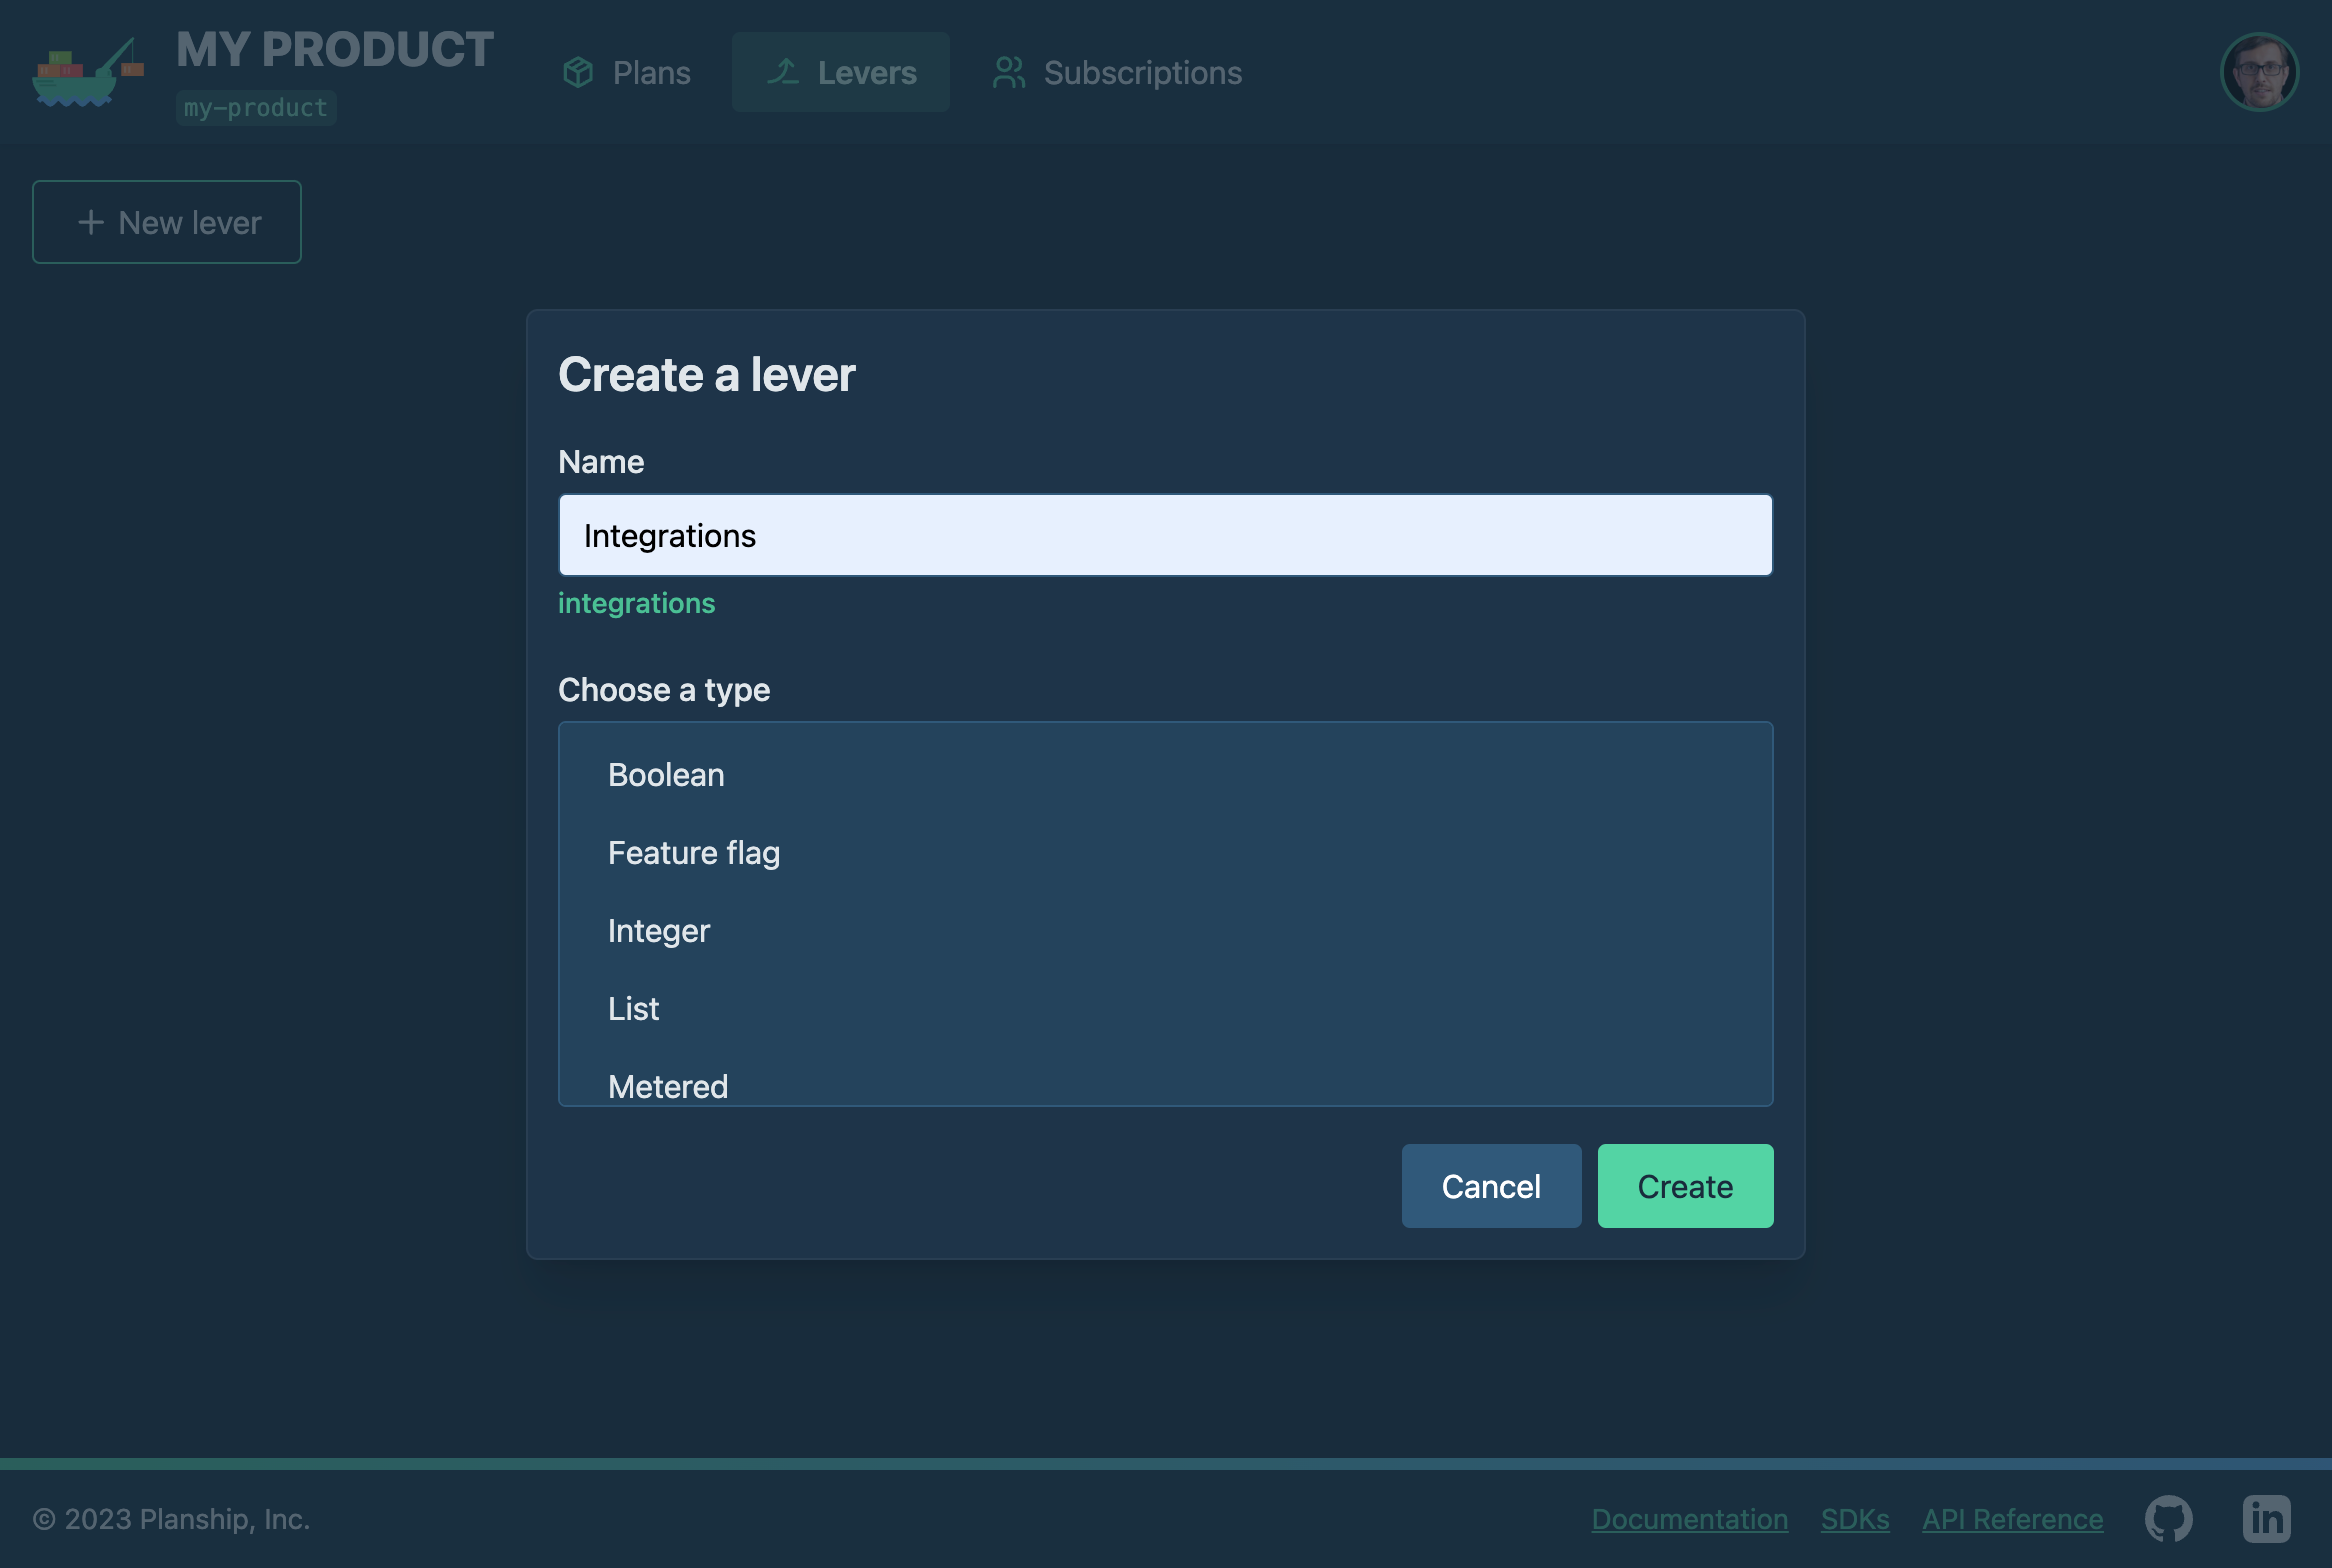 MY PRODUCT
my-product
Plans
Levers
Subscriptions
+ New lever
Create a lever
Name
Integrations
integrations
Choose a type
Boolean
Feature flag
Integer
List
Metered
Cancel
Create
© 2023 Planship, Inc.
Documentation
SDKs
API Reference
in